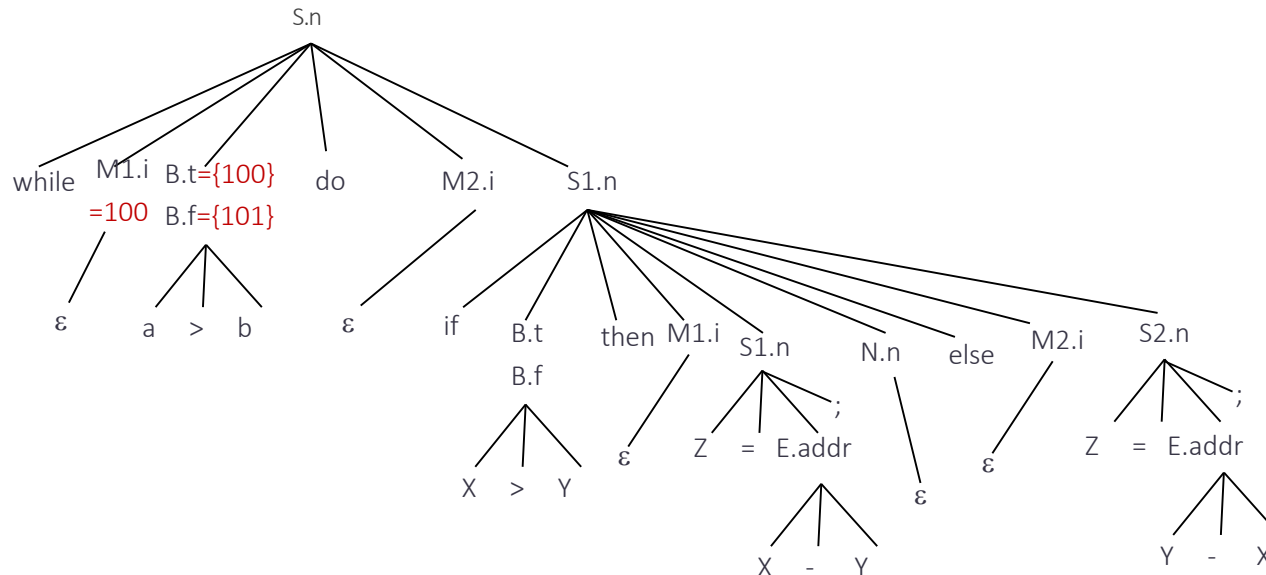 S.n
while M1.i B.t={100} do M2.i S1.n
=100 B.f={101}
ε a > b ε if B.t then M1.i S1.n N.n else M2.i S2.n
B.f
; ;
Z = E.addr Z = E.addr
ε ε
X > Y ε
X - Y Y - X